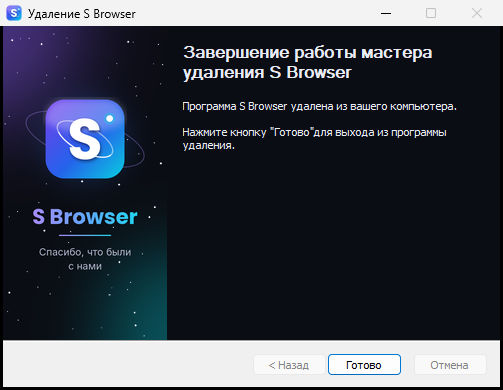 S Удаление S Browser
Завершение работы мастера
удаления S Browser
Программа S Browser удалена из вашего компьютера.
Нажмите кнопку "Готово"для выхода из программы
удаления.
S
S Browser
Спасибо, что были
с нами
< Назад
Готово
Отмена